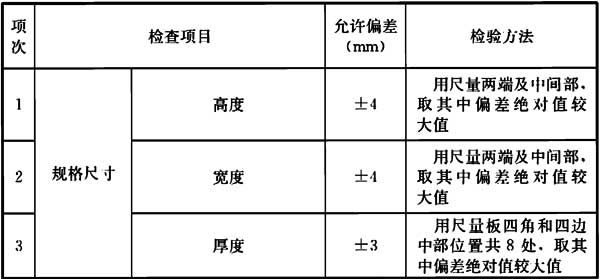 项次 检查项目 允许偏差（mm） 检验方法
1 规格尺寸 高度 ±4 用尺量两端及中间部，
取其中偏差绝对值较
大值
2 宽度 ±4 用尺量两端及中间部，
取其中偏差绝对值较
大值
3 厚度 ±3 用尺量板四角和四边
中部位置共8处，取其
中偏差绝对值较大值